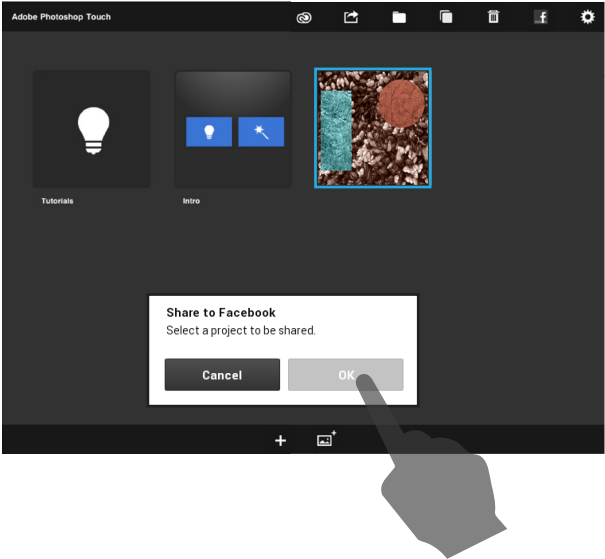 Adobe Photoshop Touch
Tutorials
Intro
Share to Facebook
Select a project to be shared.
Cancel
OK